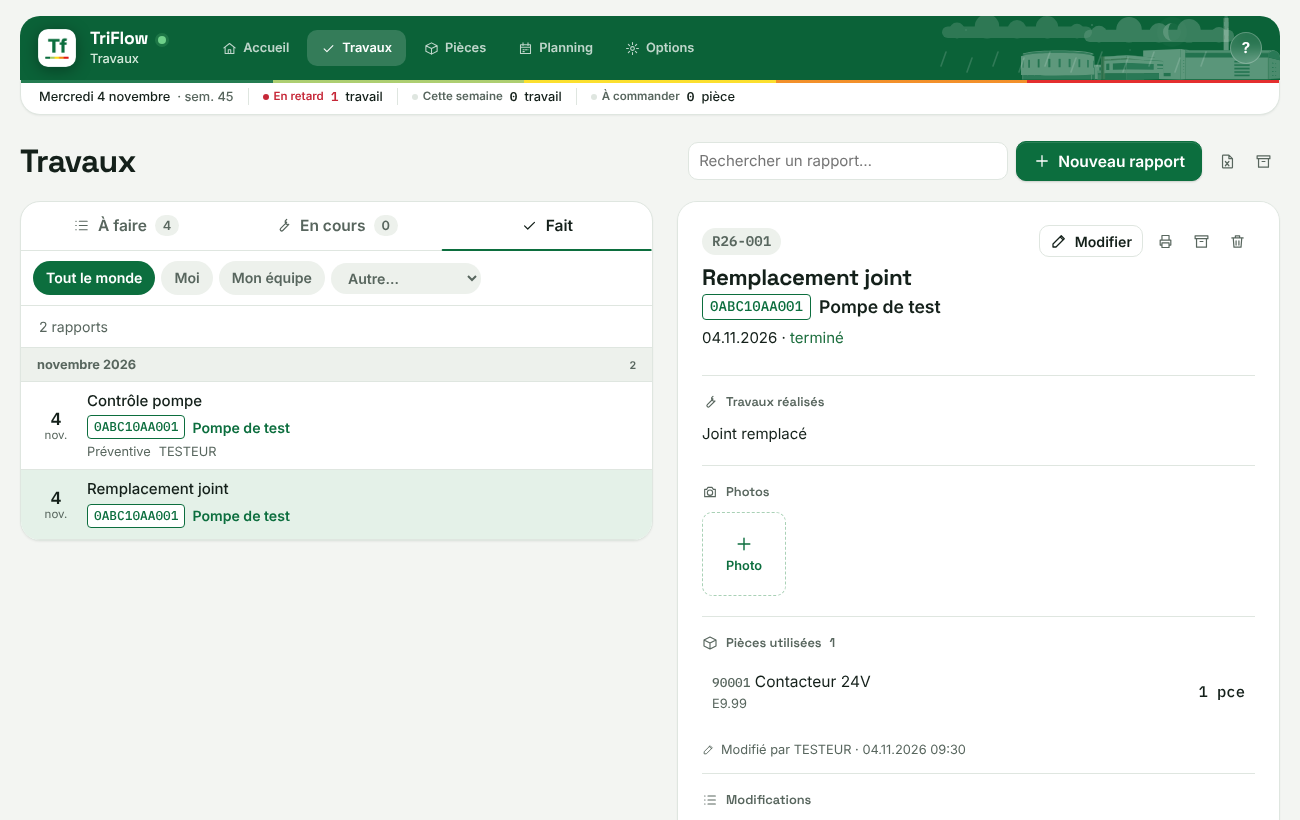 Tf
TriFlow
Travaux
Accueil
Travaux
Pièces
Planning
Options
?
Mercredi 4 novembre · sem. 45
En retard 1 travail
Cette semaine 0 travail
À commander 0 pièce
Travaux
Rechercher un rapport...
+ Nouveau rapport
À faire 4
En cours 0
Fait
Tout le monde
Moi
Mon équipe
Autre...
2 rapports
novembre 2026
2
4
nov.
Contrôle pompe
0ABC10AA001 Pompe de test
Préventive TESTEUR
4
nov.
Remplacement joint
0ABC10AA001 Pompe de test
R26-001
Modifier
Remplacement joint
0ABC10AA001 Pompe de test
04.11.2026 · terminé
Travaux réalisés
Joint remplacé
Photos
+
Photo
Pièces utilisées 1
90001 Contacteur 24V
E9.99
1 pce
Modifié par TESTEUR · 04.11.2026 09:30
Modifications